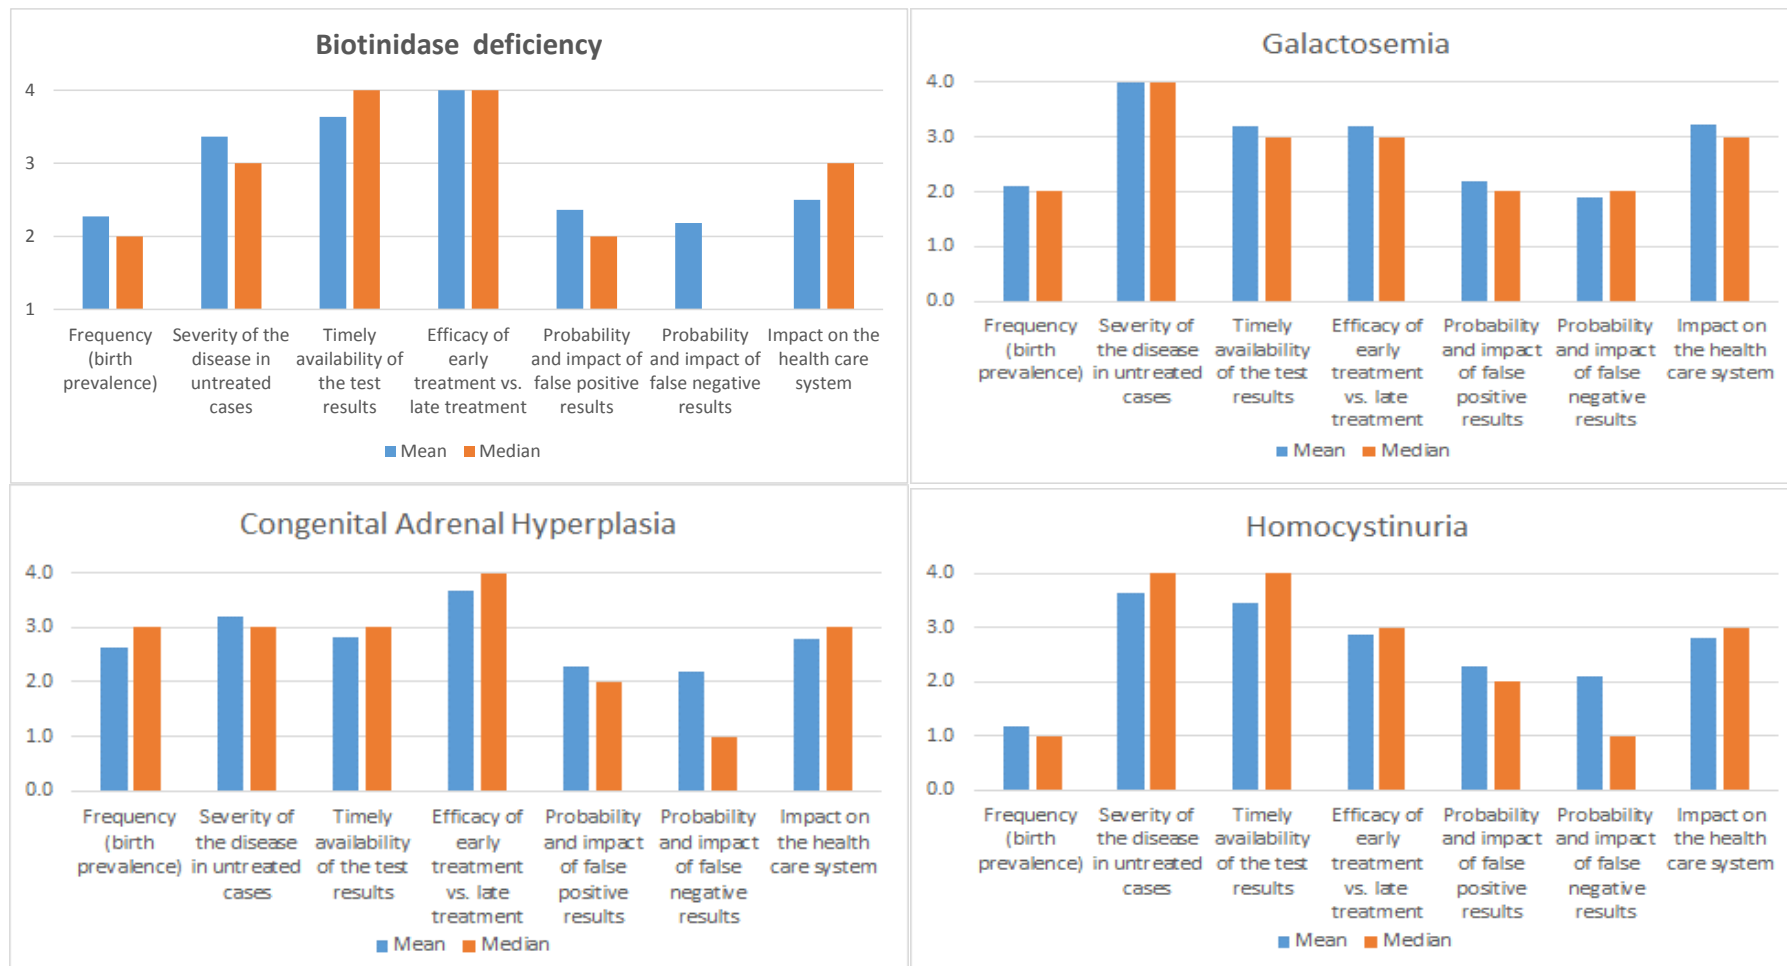 Biotinidase deficiency
4
3
2
1
Frequency
(birth
prevalence)
Severity of the
disease in
untreated
cases
Timely
availability of
the test
results
Efficacy of
early
treatment vs.
late treatment
Probability
and impact of
false positive
results
Probability
and impact of
false negative
results
Impact on the
health care
system
Mean Median
Galactosemia
4.0
3.0
2.0
1.0
0.0
Frequency
(birth
prevalence)
Severity of
the disease
in untreated
cases
Timely
availability
of the test
results
Efficacy of
early
treatment
vs. late
treatment
Probability
and impact
of false
positive
results
Probability
and impact
of false
negative
results
Impact on
the health
care system
Mean Median
Congenital Adrenal Hyperplasia
4.0
3.0
2.0
1.0
0.0
Frequency
(birth
prevalence)
Severity of
the disease
in untreated
cases
Timely
availability
of the test
results
Efficacy of
early
treatment
vs. late
treatment
Probability
and impact
of false
positive
results
Probability
and impact
of false
negative
results
Impact on
the health
care system
Mean Median
Homocystinuria
4.0
3.0
2.0
1.0
0.0
Frequency
(birth
prevalence)
Severity of
the disease
in untreated
cases
Timely
availability
of the test
results
Efficacy of
early
treatment
vs. late
treatment
Probability
and impact
of false
positive
results
Probability
and impact
of false
negative
results
Impact on
the health
care system
Mean Median